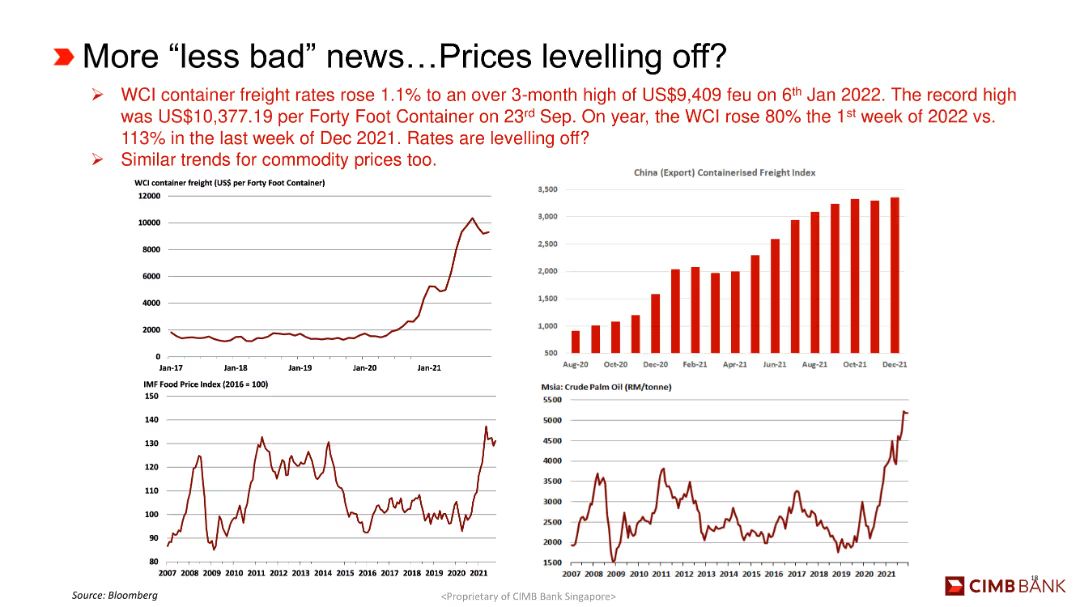 More “less bad” news…Prices levelling off?
WCI container freight rates rose 1.1% to an over 3-month high of US$9,409 feu on 6th Jan 2022. The record high
was US$10,377.19 per Forty Foot Container on 23rd Sep. On year, the WCI rose 80% the 1st week of 2022 vs.
113% in the last week of Dec 2021. Rates are levelling off?
Similar trends for commodity prices too.
WCI container freight (US$ per Forty Foot Container)
12000
10000
8000
6000
4000
2000
0
Jan-17 Jan-18 Jan-19 Jan-20 Jan-21
China (Export) Containerised Freight Index
3,500
3,000
2,500
2,000
1,500
1,000
500
Aug-20 Oct-20 Dec-20 Feb-21 Apr-21 Jun-21 Aug-21 Oct-21 Dec-21
IMF Food Price Index (2016 = 100)
150
140
130
120
110
100
90
80
2007 2008 2009 2010 2011 2012 2013 2014 2015 2016 2017 2018 2019 2020 2021
Msia: Crude Palm Oil (RM/tonne)
5500
5000
4500
4000
3500
3000
2500
2000
1500
2007 2008 2009 2010 2011 2012 2013 2014 2015 2016 2017 2018 2019 2020 2021
Source: Bloomberg
<Proprietary of CIMB Bank Singapore>
18
CIMB BANK